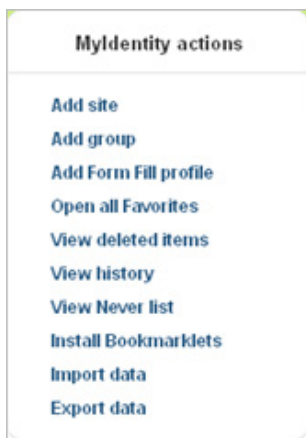 MyIdentity actions
Add site
Add group
Add Form Fill profile
Open all Favorites
View deleted items
View history
View Never list
Install Bookmarklets
Import data
Export data